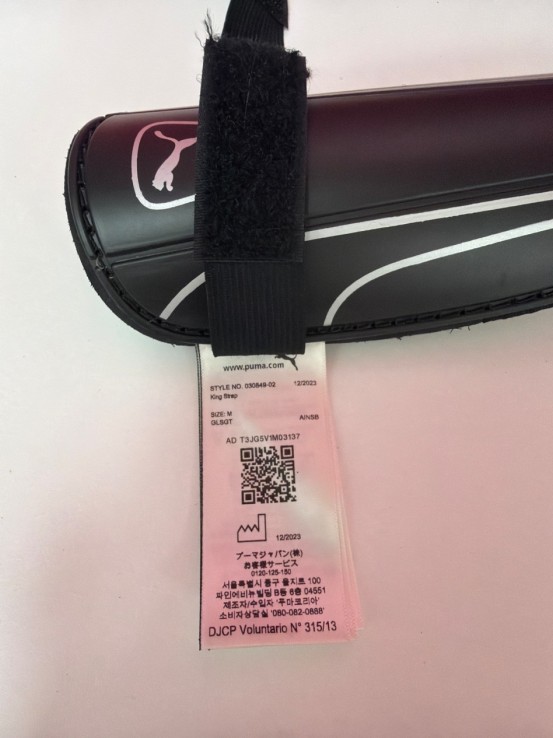 www.puma.com
STYLE NO. 030849-02 12/2023
King Strap
SIZE: M A/NSB
GLSGT
AD T3JG5V1M03137
12/2023
プーマジャパン(株)
お客様サービス
0120-125-150
서울특별시 중구 을지트 100
파인에비뉴빌딩 B동 6층 04551
제조자/수입자 '푸마코리아'
소비자상담실 '080-082-0888'
DJCP Voluntario N° 315/13